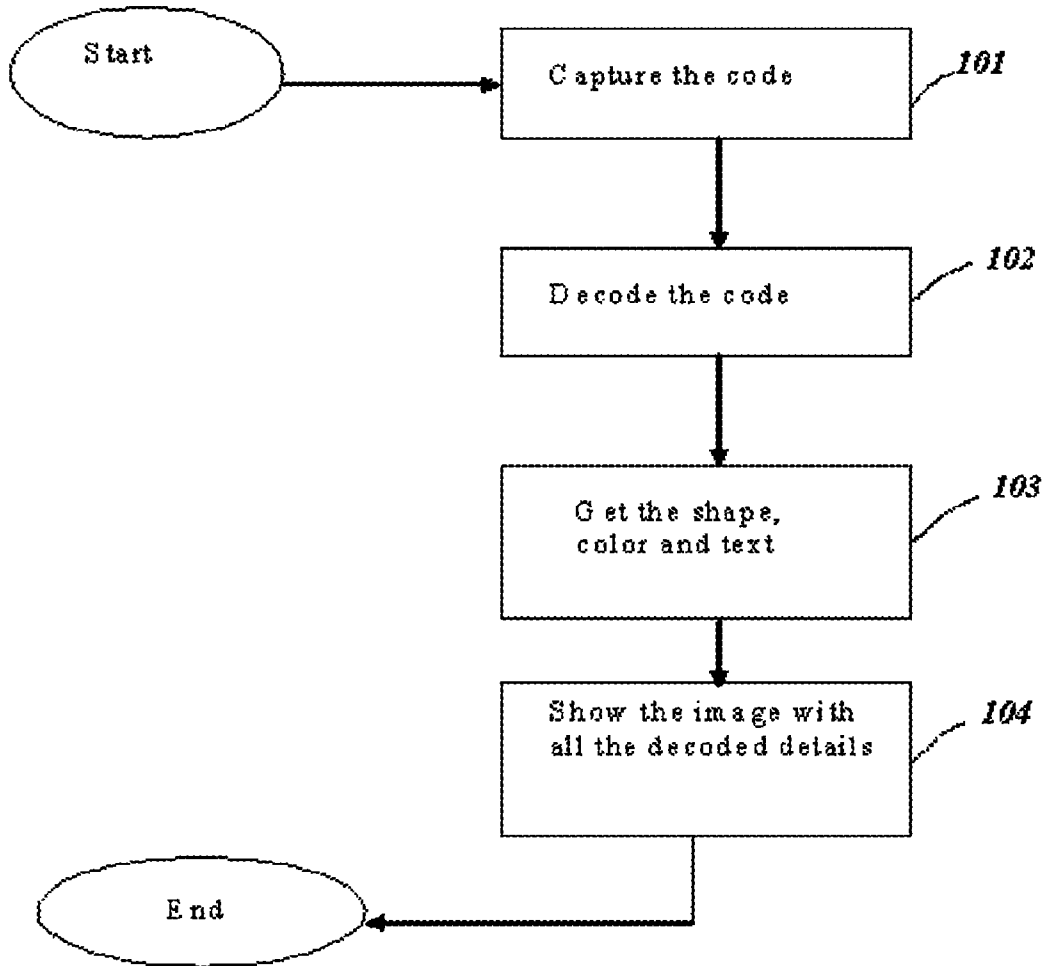 Start
Capture the code
101
Decode the code
102
Get the shape,
color and text
103
Show the image with
all the decoded details
104
End